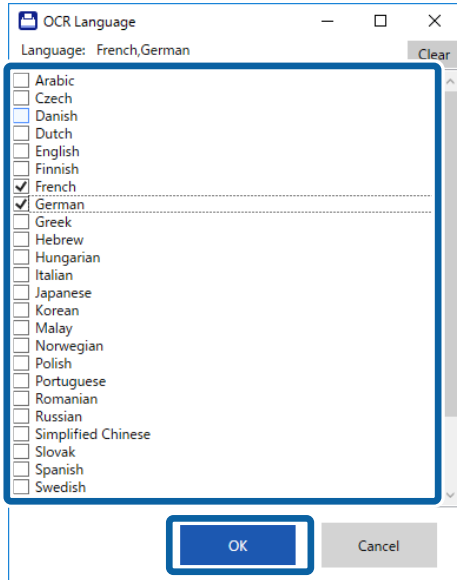 OCR Language
Language: French,German
Clear
Arabic
Czech
Danish
Dutch
English
Finnish
French
German
Greek
Hebrew
Hungarian
Italian
Japanese
Korean
Malay
Norwegian
Polish
Portuguese
Romanian
Russian
Simplified Chinese
Slovak
Spanish
Swedish
OK Cancel